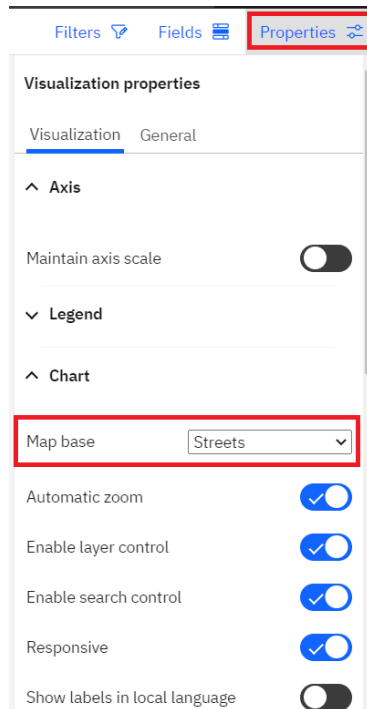 Filters Fields Properties
Visualization properties
Visualization General
Axis
Maintain axis scale
Legend
Chart
Map base Streets
Automatic zoom
Enable layer control
Enable search control
Responsive
Show labels in local language